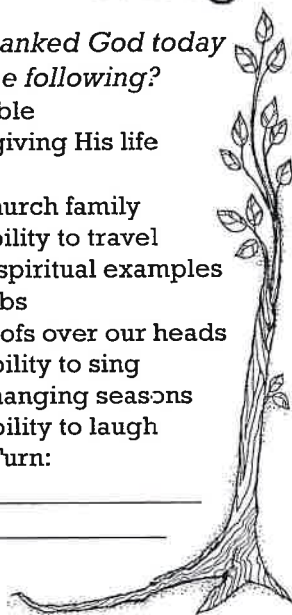 anked God today
e following?
ble
giving His life
urch family
bility to travel
spiritual examples
bs
ofs over our heads
bility to sing
hanging seasons
bility to laugh
Turn: